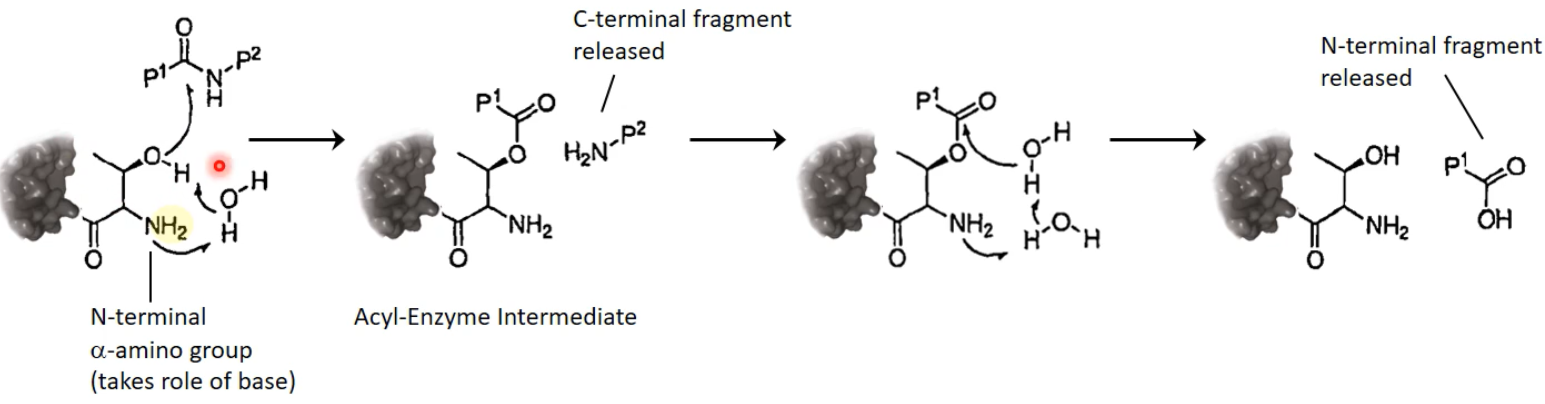 C-terminal fragment
released
N-terminal fragment
released
O
P¹
N
H
P²
O
H
O
H
H
NH₂
O
P¹
O
O
H₂N
P²
NH₂
O
P¹
O
O
O
H
H
NH₂
H
O
H
O
OH
NH₂
O
P¹
O
OH
N-terminal
α-amino group
(takes role of base)
Acyl-Enzyme Intermediate